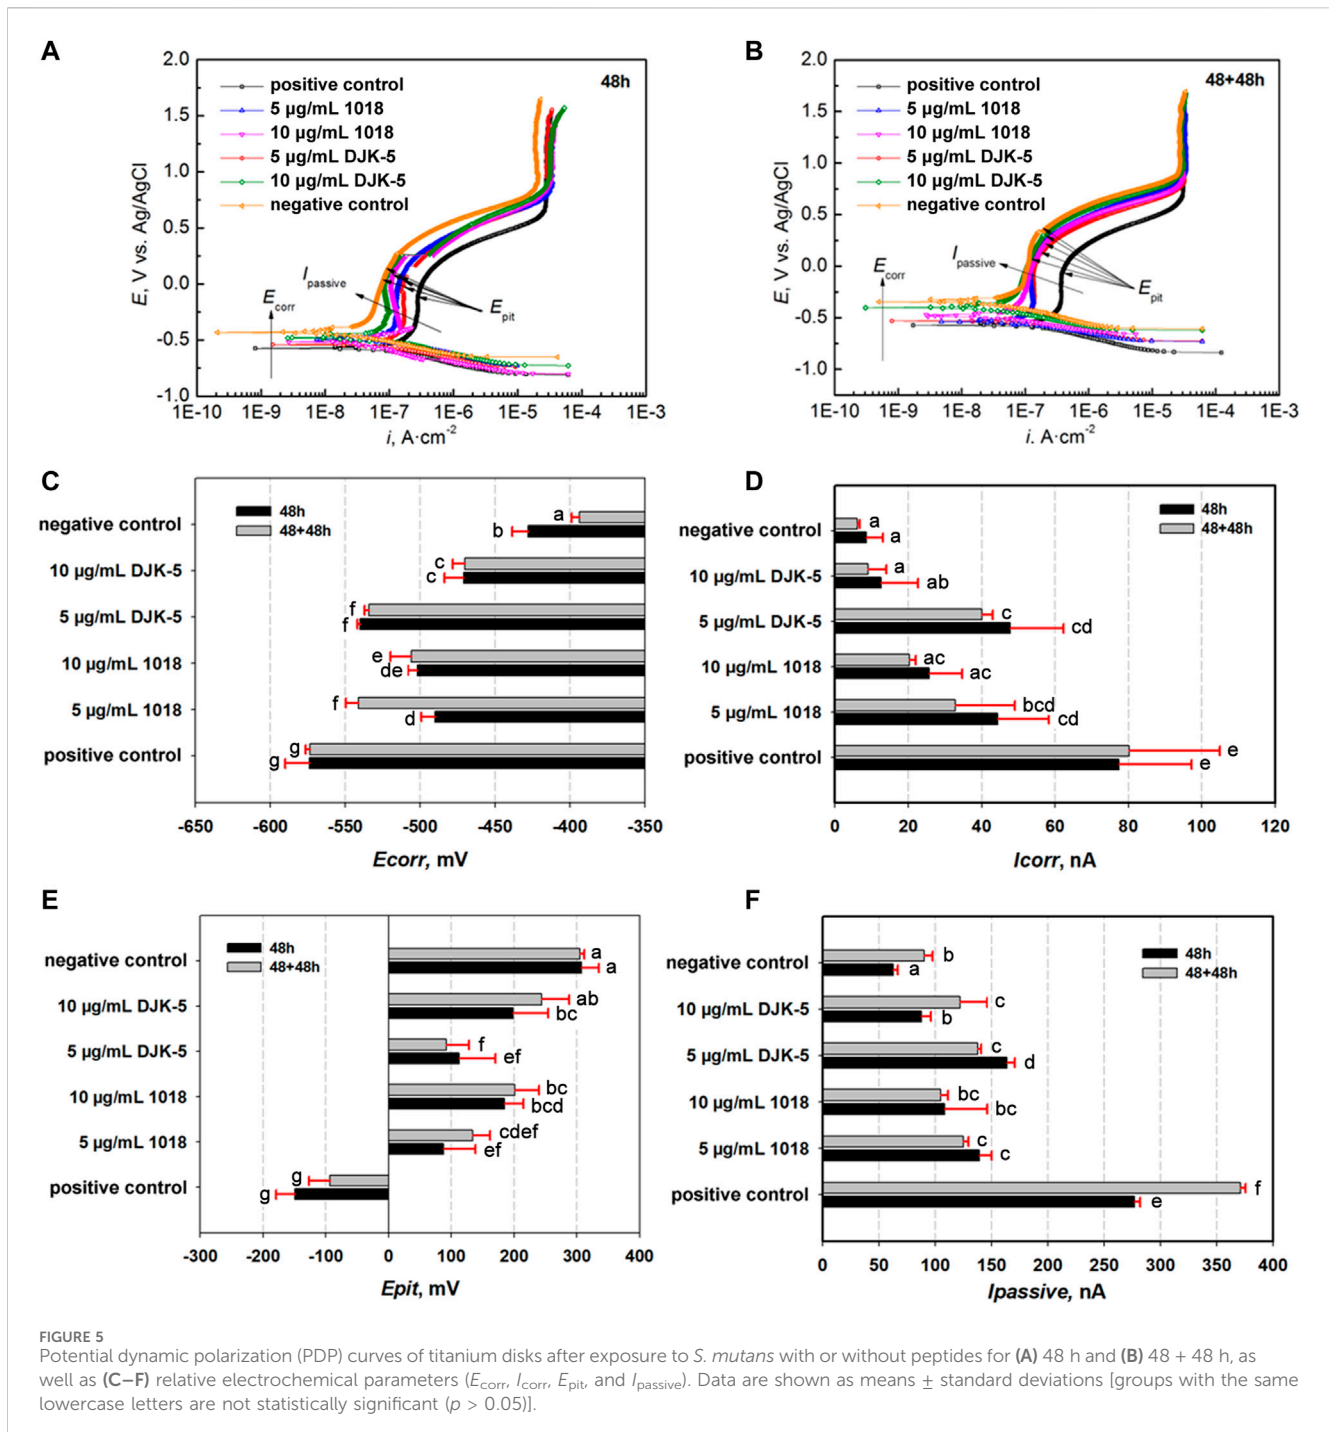 A
2.0
1.5
1.0
0.5
0.0
-0.5
-1.0
E, V vs. Ag/AgCl
48h
positive control
5 µg/mL 1018
10 µg/mL 1018
5 µg/mL DJK-5
10 µg/mL DJK-5
negative control
Ipassive
Ecorr
Epit
1E-10 1E-9 1E-8 1E-7 1E-6 1E-5 1E-4 1E-3
i, A·cm-2
B
2.0
1.5
1.0
0.5
0.0
-0.5
-1.0
E, V vs. Ag/AgCl
48+48h
positive control
5 µg/mL 1018
10 µg/mL 1018
5 µg/mL DJK-5
10 µg/mL DJK-5
negative control
Ipassive
Ecorr
Epit
1E-10 1E-9 1E-8 1E-7 1E-6 1E-5 1E-4 1E-3
i. A·cm-2
C
48h
48+48h
negative control
a
b
10 µg/mL DJK-5
c
c
5 µg/mL DJK-5
f
f
10 µg/mL 1018
e
de
5 µg/mL 1018
f
d
positive control
g
g
-650 -600 -550 -500 -450 -400 -350
Ecorr, mV
D
48h
48+48h
negative control
a
a
10 µg/mL DJK-5
a
ab
5 µg/mL DJK-5
c
cd
10 µg/mL 1018
ac
ac
5 µg/mL 1018
bcd
cd
positive control
e
e
0 20 40 60 80 100 120
Icorr, nA
E
48h
48+48h
negative control
a
a
10 µg/mL DJK-5
ab
bc
5 µg/mL DJK-5
f
ef
10 µg/mL 1018
bc
bcd
5 µg/mL 1018
cdef
ef
positive control
g
g
-300 -200 -100 0 100 200 300 400
Epit, mV
F
48h
48+48h
negative control
b
a
10 µg/mL DJK-5
c
b
5 µg/mL DJK-5
c
d
10 µg/mL 1018
bc
bc
5 µg/mL 1018
c
c
positive control
f
e
0 50 100 150 200 250 300 350 400
Ipassive, nA
FIGURE 5
Potential dynamic polarization (PDP) curves of titanium disks after exposure to S. mutans with or without peptides for (A) 48 h and (B) 48 + 48 h, as
well as (C–F) relative electrochemical parameters (Ecorr, Icorr, Epit, and Ipassive). Data are shown as means ± standard deviations [groups with the same
lowercase letters are not statistically significant (p > 0.05)].